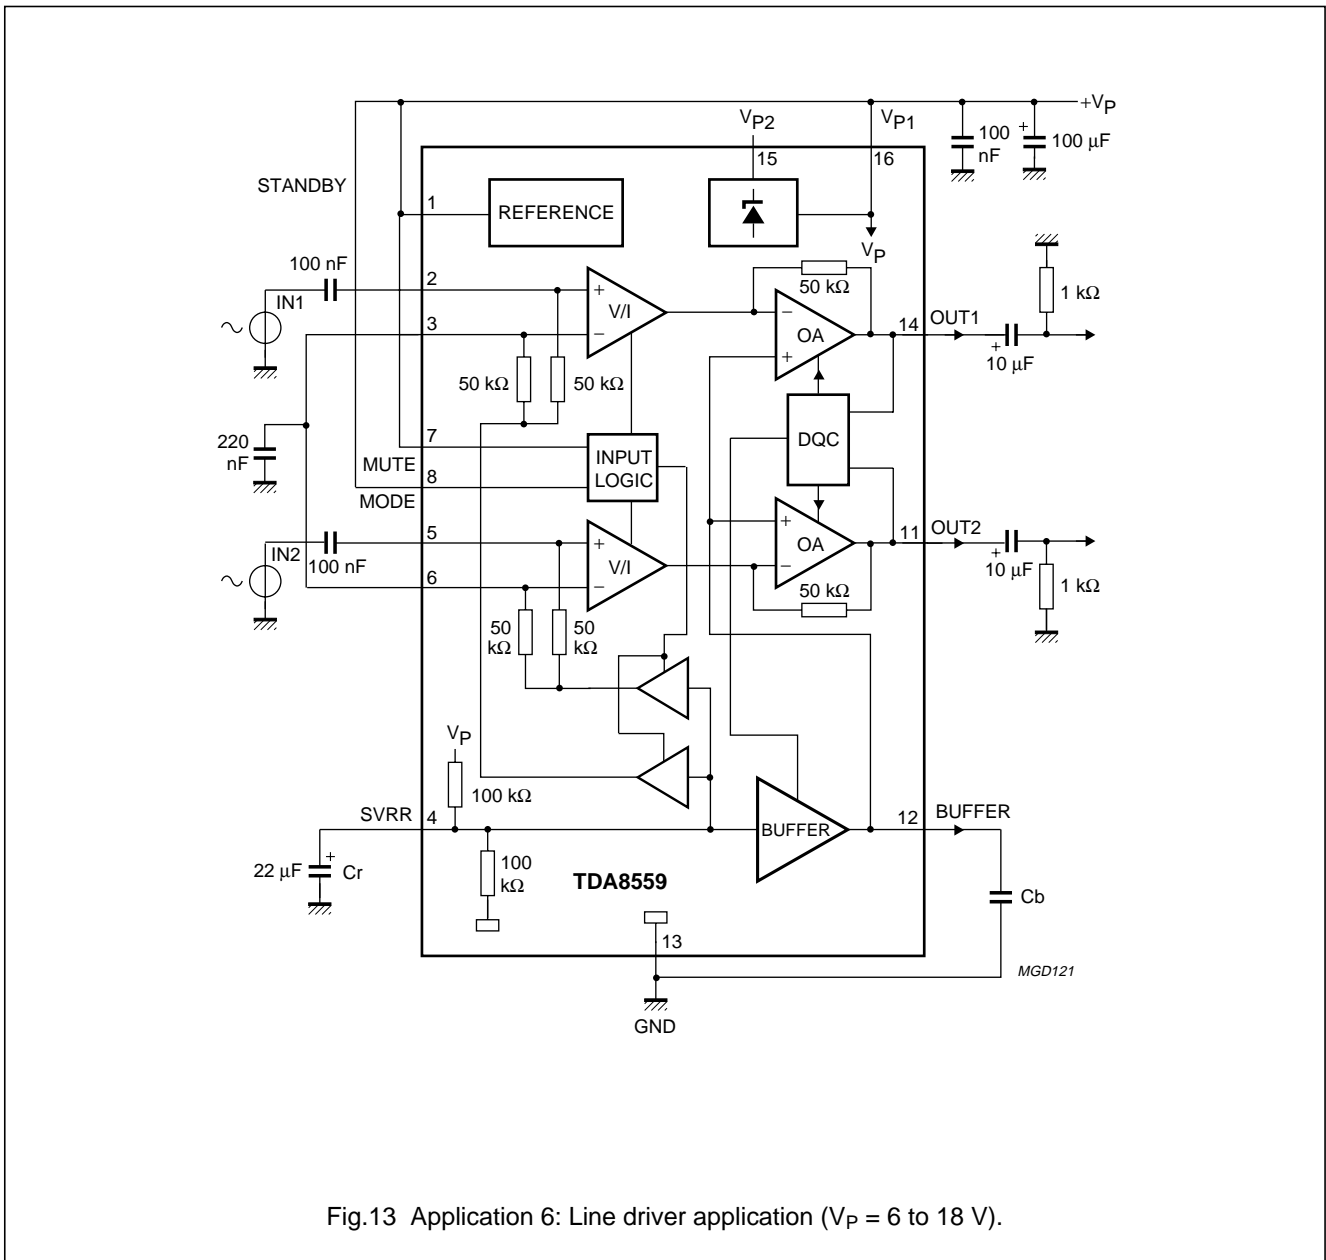 +VP
VP2
VP1
100 nF
+
100 µF
15
16
STANDBY
1
REFERENCE
VP
100 nF
2
50 kΩ
1 kΩ
IN1
+
V/I
−
3
−
OA
+
14
OUT1
+
10 µF
50 kΩ
50 kΩ
7
DQC
220 nF
MUTE
INPUT LOGIC
8
MODE
5
+
11
OUT2
IN2
100 nF
+
V/I
−
OA
−
+
10 µF
6
50 kΩ
1 kΩ
50 kΩ
50 kΩ
VP
100 kΩ
SVRR
4
BUFFER
12
BUFFER
22 µF
+
Cr
100 kΩ
TDA8559
Cb
13
MGD121
GND
Fig.13 Application 6: Line driver application (VP = 6 to 18 V).